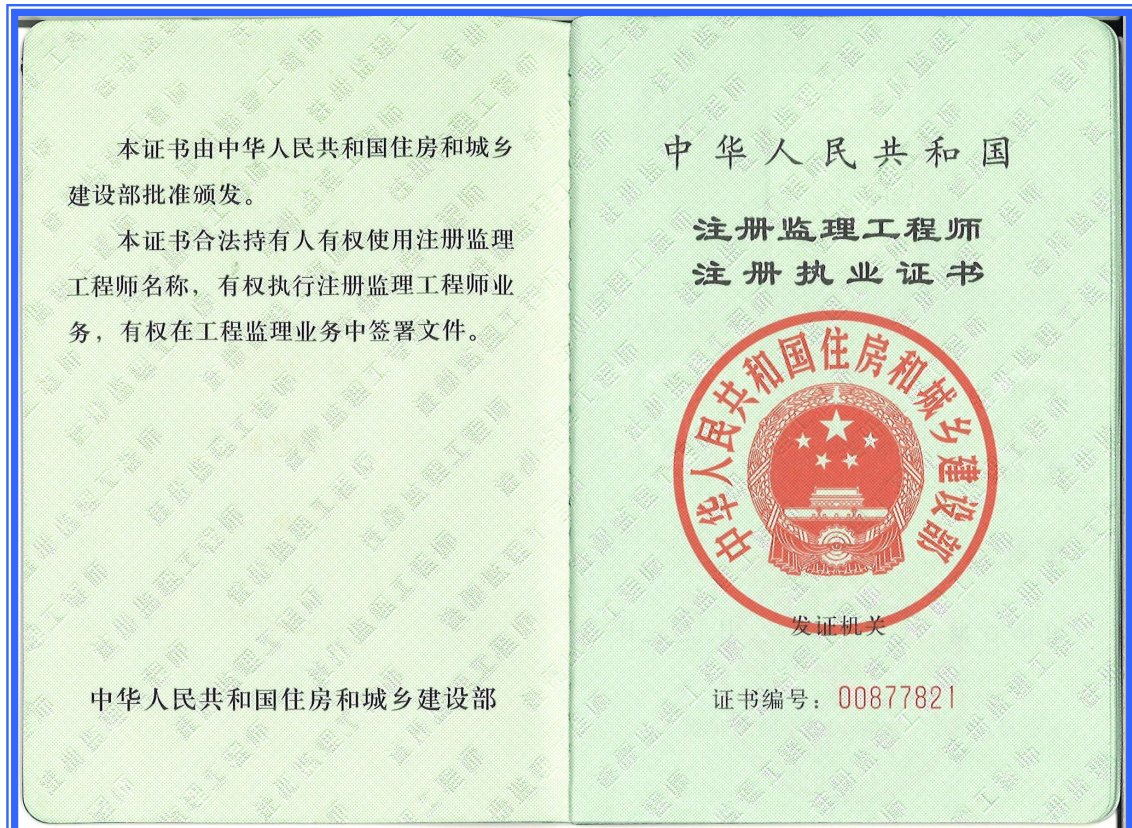 本证书由中华人民共和国住房和城乡
建设部批准颁发。
本证书合法持有人有权使用注册监理
工程师名称，有权执行注册监理工程师业
务，有权在工程监理业务中签署文件。
中华人民共和国住房和城乡建设部
中华人民共和国
注册监理工程师
注册执业证书
中华人民共和国住房和城乡建设部
发证机关
证书编号：00877821